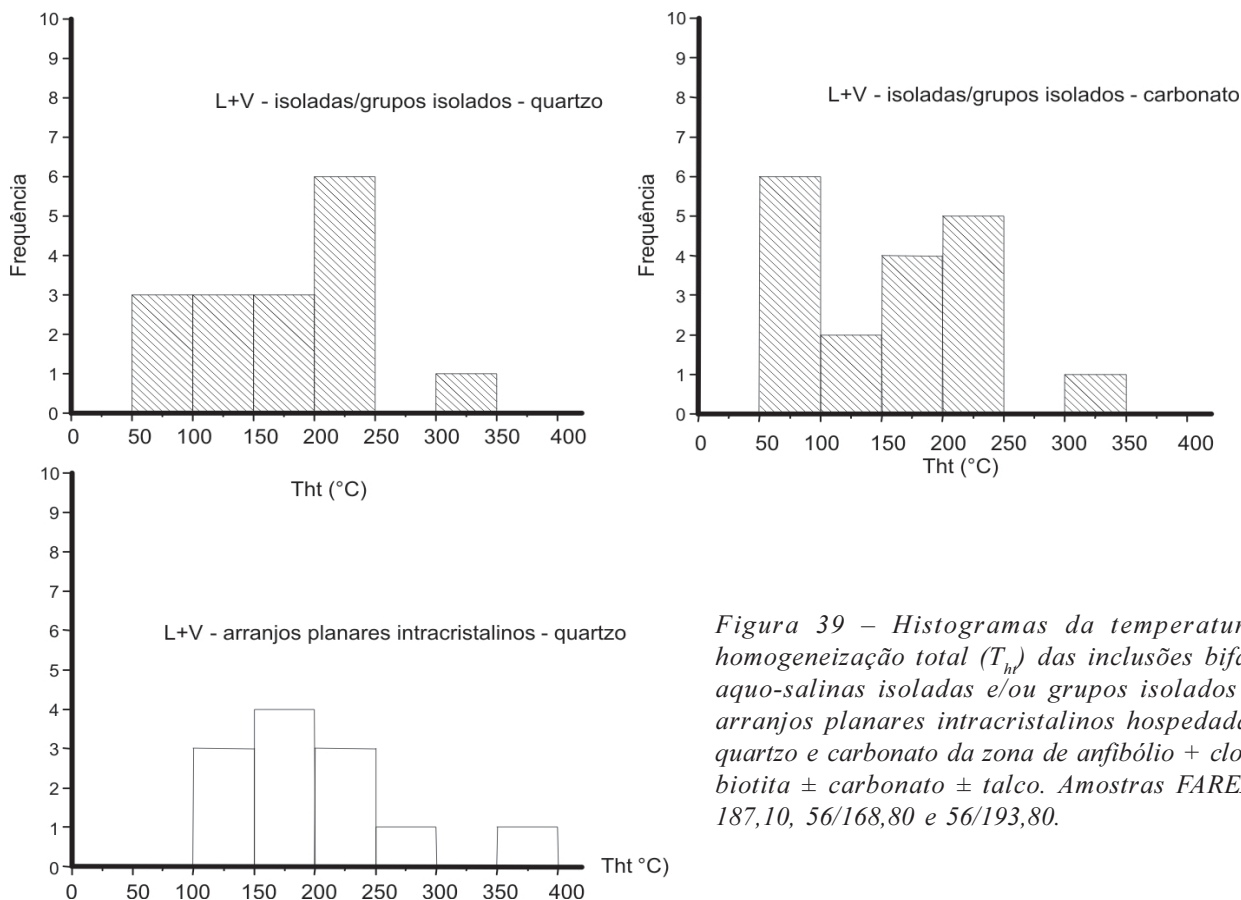 10
9
8
7
6
5
4
3
2
1
0
Frequência
L+V - isoladas/grupos isolados - quartzo
0 50 100 150 200 250 300 350 400
Tht (°C)
10
9
8
7
6
5
4
3
2
1
0
Frequência
L+V - isoladas/grupos isolados - carbonato
0 50 100 150 200 250 300 350 400
Tht (°C)
10
9
8
7
6
5
4
3
2
1
0
L+V - arranjos planares intracristalinos - quartzo
0 50 100 150 200 250 300 350 400
Tht °C)
Figura 39 – Histogramas da
homogeneização total (Tht) das inclusões
aquo-salinas isoladas e/ou grupos isolados
arranjos planares intracristalinos
quartzo e carbonato da zona de anfibólio +
biotita ± carbonato ± talco. Amostras
187,10, 56/168,80 e 56/193,80.